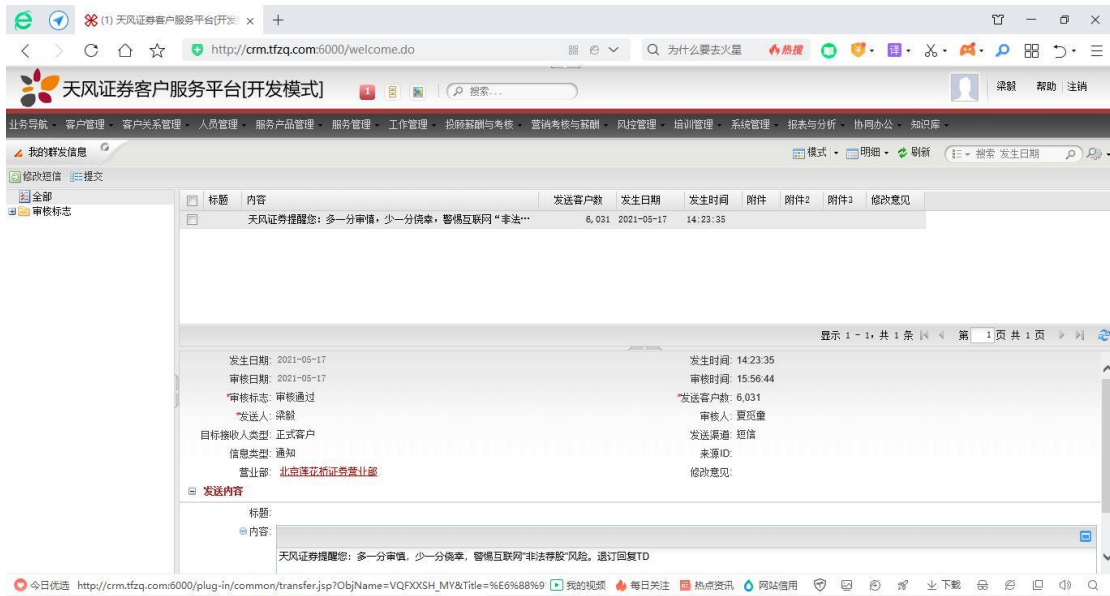 (1) 天风证券客户服务平台[开发
http://crm.tfzq.com:6000/welcome.do
为什么要去火星
热搜
译
天风证券客户服务平台[开发模式]
1
搜索...
梁毅 帮助 注销
业务导航 客户管理 客户关系管理 人员管理 服务产品管理 服务管理 工作管理 投顾薪酬与考核 营销考核与薪酬 风控管理 培训管理 系统管理 报表与分析 协同办公 知识库
我的群发信息
模式 明细 刷新 搜索 发生日期
修改短信 提交
全部
审核标志
标题 内容 发送客户数 发生日期 发生时间 附件 附件2 附件3 修改意见
天风证券提醒您：多一分审慎，少一分侥幸，警惕互联网“非法… 6,031 2021-05-17 14:23:35
显示 1 - 1，共 1 条 第 1 页 共 1 页
发生日期: 2021-05-17 发生时间: 14:23:35
审核日期: 2021-05-17 审核时间: 15:56:44
*审核标志: 审核通过 *发送客户数: 6,031
*发送人: 梁毅 审核人: 夏觅童
目标接收人类型: 正式客户 发送渠道: 短信
信息类型: 通知 来源ID:
营业部: 北京莲花桥证券营业部 修改意见:
发送内容
标题:
内容:
天风证券提醒您：多一分审慎，少一分侥幸，警惕互联网"非法荐股"风险。退订回复TD
今日优选 http://crm.tfzq.com:6000/plug-in/common/transfer.jsp?ObjName=VQFXXSH_MY&Title=%E6%88%9 我的视频 每日关注 热点资讯 网站信用 下载